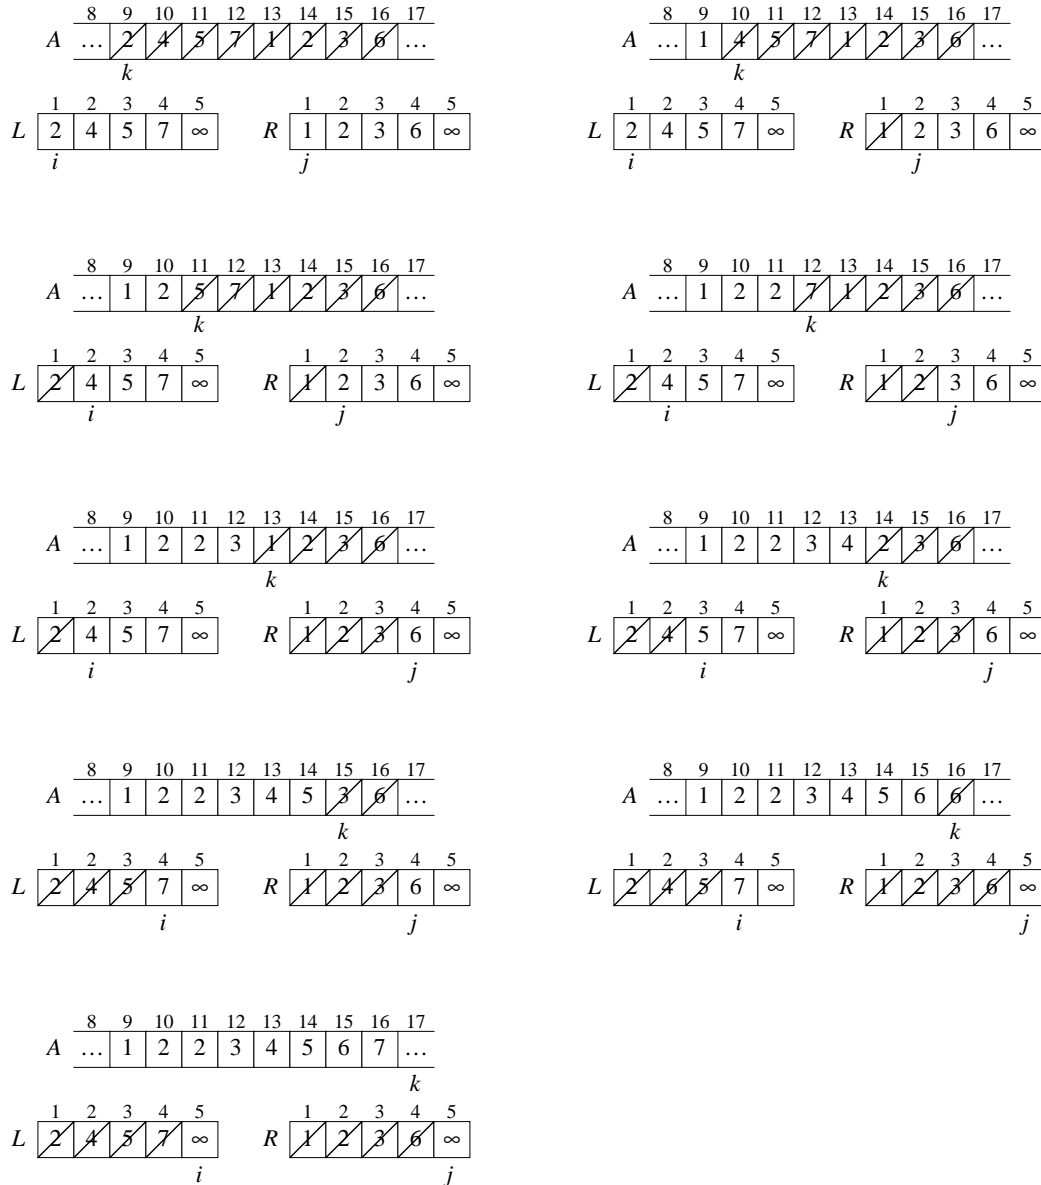 8 9 10 11 12 13 14 15 16 17
A … 2 4 5 7 1 2 3 6 …
k
1 2 3 4 5
L 2 4 5 7 ∞
i
1 2 3 4 5
R 1 2 3 6 ∞
j
8 9 10 11 12 13 14 15 16 17
A … 1 4 5 7 1 2 3 6 …
k
1 2 3 4 5
L 2 4 5 7 ∞
i
1 2 3 4 5
R 1 2 3 6 ∞
j
8 9 10 11 12 13 14 15 16 17
A … 1 2 5 7 1 2 3 6 …
k
1 2 3 4 5
L 2 4 5 7 ∞
i
1 2 3 4 5
R 1 2 3 6 ∞
j
8 9 10 11 12 13 14 15 16 17
A … 1 2 2 7 1 2 3 6 …
k
1 2 3 4 5
L 2 4 5 7 ∞
i
1 2 3 4 5
R 1 2 3 6 ∞
j
8 9 10 11 12 13 14 15 16 17
A … 1 2 2 3 1 2 3 6 …
k
1 2 3 4 5
L 2 4 5 7 ∞
i
1 2 3 4 5
R 1 2 3 6 ∞
j
8 9 10 11 12 13 14 15 16 17
A … 1 2 2 3 4 2 3 6 …
k
1 2 3 4 5
L 2 4 5 7 ∞
i
1 2 3 4 5
R 1 2 3 6 ∞
j
8 9 10 11 12 13 14 15 16 17
A … 1 2 2 3 4 5 3 6 …
k
1 2 3 4 5
L 2 4 5 7 ∞
i
1 2 3 4 5
R 1 2 3 6 ∞
j
8 9 10 11 12 13 14 15 16 17
A … 1 2 2 3 4 5 6 6 …
k
1 2 3 4 5
L 2 4 5 7 ∞
i
1 2 3 4 5
R 1 2 3 6 ∞
j
8 9 10 11 12 13 14 15 16 17
A … 1 2 2 3 4 5 6 7 …
k
1 2 3 4 5
L 2 4 5 7 ∞
i
1 2 3 4 5
R 1 2 3 6 ∞
j